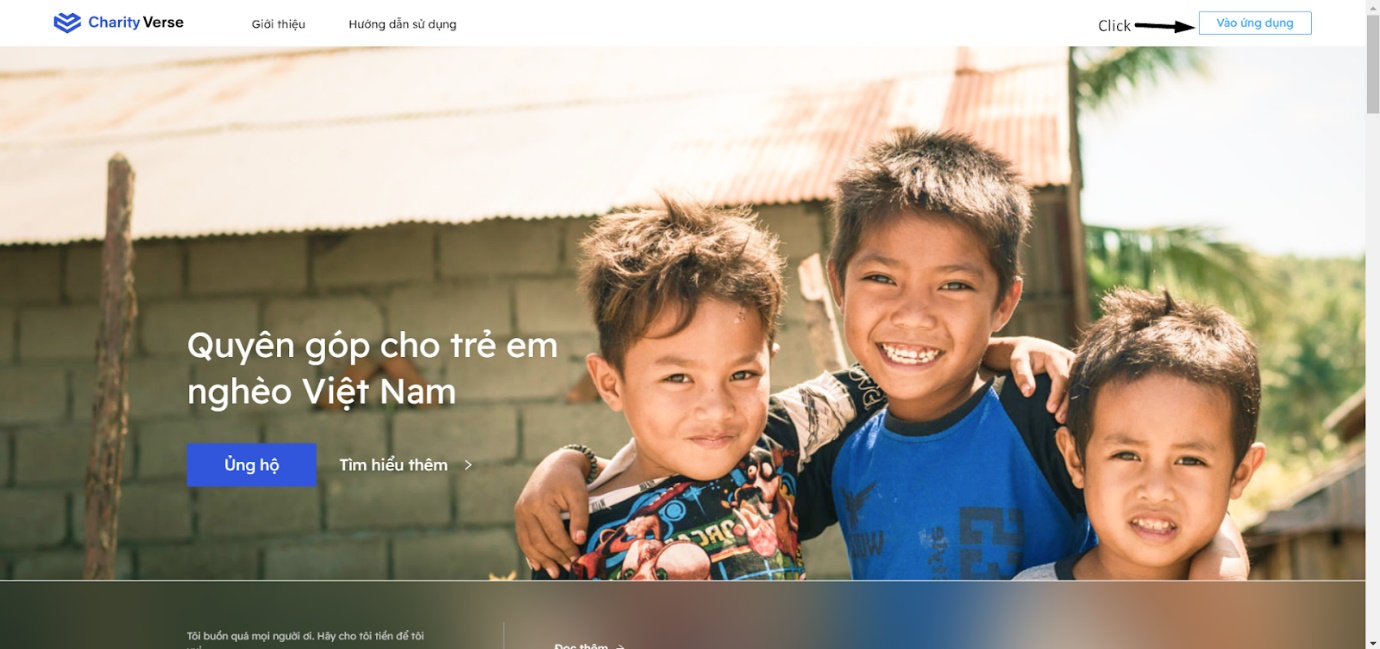 Charity Verse
Giới thiệu
Hướng dẫn sử dụng
Click
Vào ứng dụng
Quyên góp cho trẻ em
nghèo Việt Nam
Ủng hộ
Tìm hiểu thêm >
Tôi buồn quá mọi người ơi. Hãy cho tôi tiền để tôi
Đọc thêm